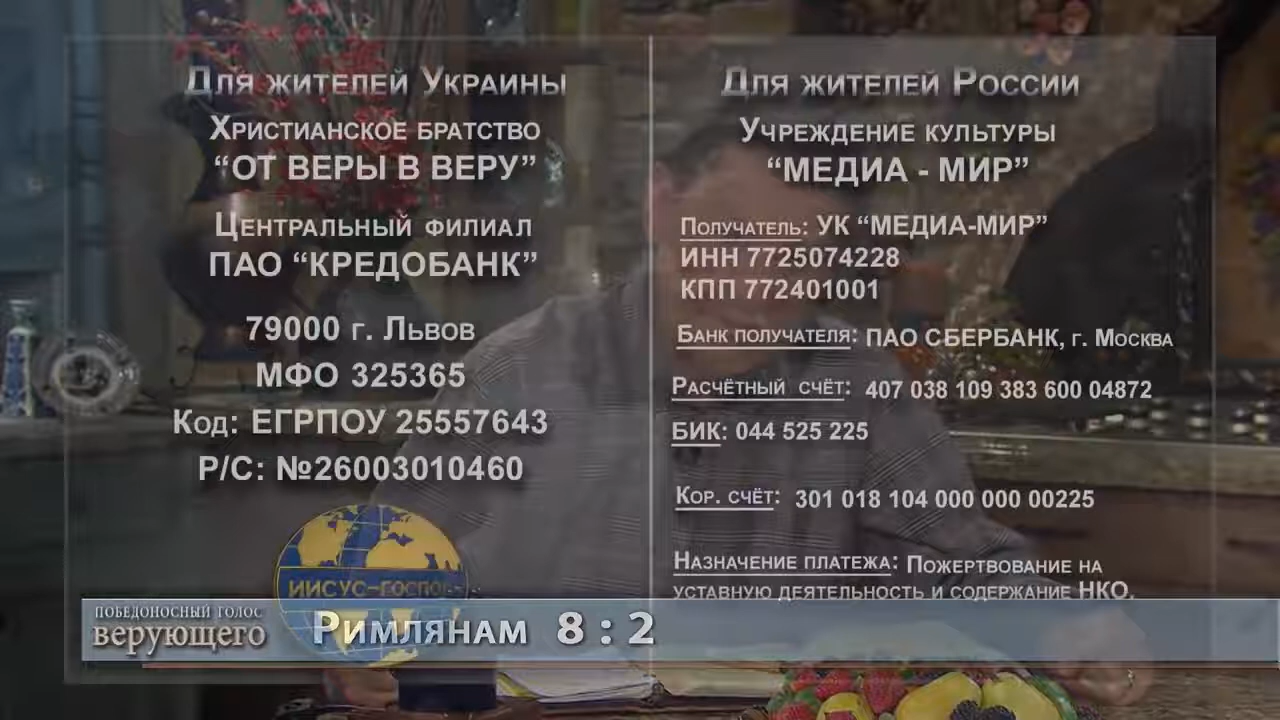 Для жителей Украины
Христианское братство
“ОТ ВЕРЫ В ВЕРУ”
Центральный филиал
ПАО “КРЕДОБАНК”
79000 г. Львов
МФО 325365
Код: ЕГРПОУ 25557643
Р/С: №26003010460
Для жителей России
Учреждение культуры
“МЕДИА - МИР”
Получатель: УК “МЕДИА-МИР”
ИНН 7725074228
КПП 772401001
Банк получателя: ПАО СБЕРБАНК, г. Москва
Расчётный счёт: 407 038 109 383 600 04872
БИК: 044 525 225
Кор. счёт: 301 018 104 000 000 00225
Назначение платежа: Пожертвование на
уставную деятельность и содержание НКО.
ИИСУС-ГОСПО
ПОБЕДОНОСНЫЙ ГОЛОС
верующего
Римлянам 8 : 2